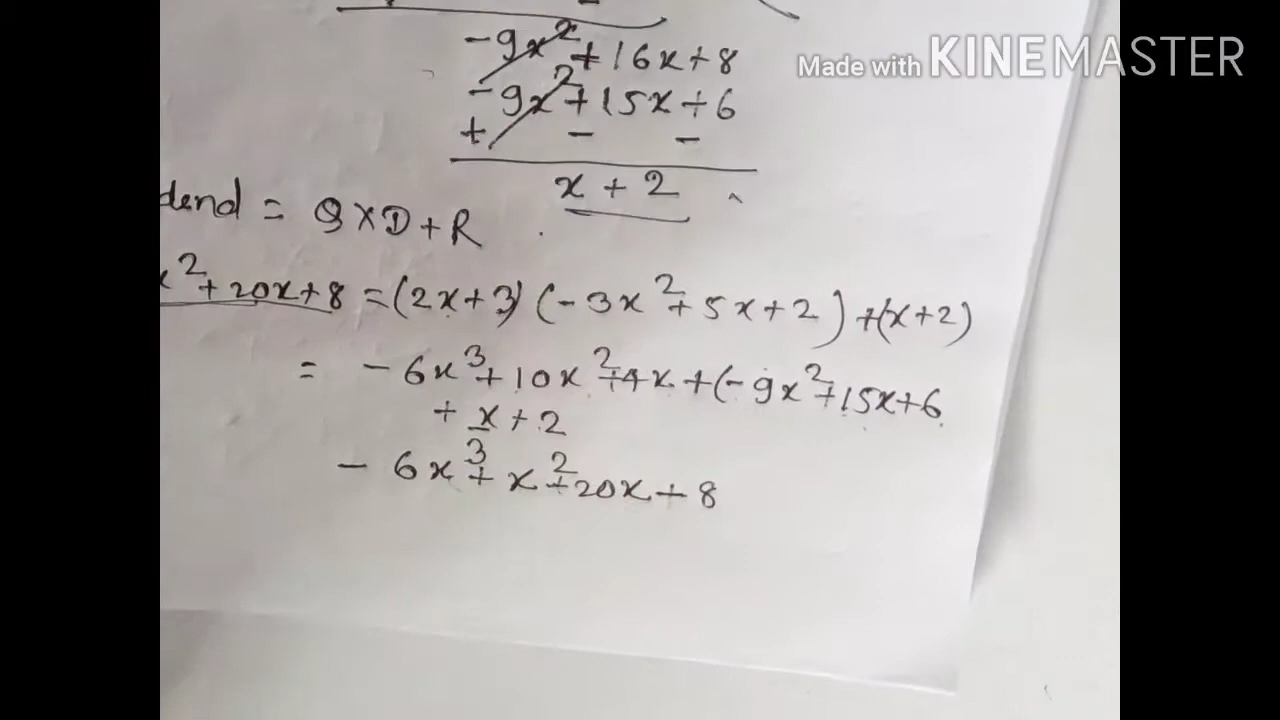 -9x²+16x+8
Made with KINEMASTER
-9x²+15x+6
+ - -
x+2
dend = Q×D+R
x²+20x+8 =(2x+3)(-3x²+5x+2)+(x+2)
= -6x³+10x²+4x+(-9x²+15x+6
+x+2
-6x³+x²+20x+8